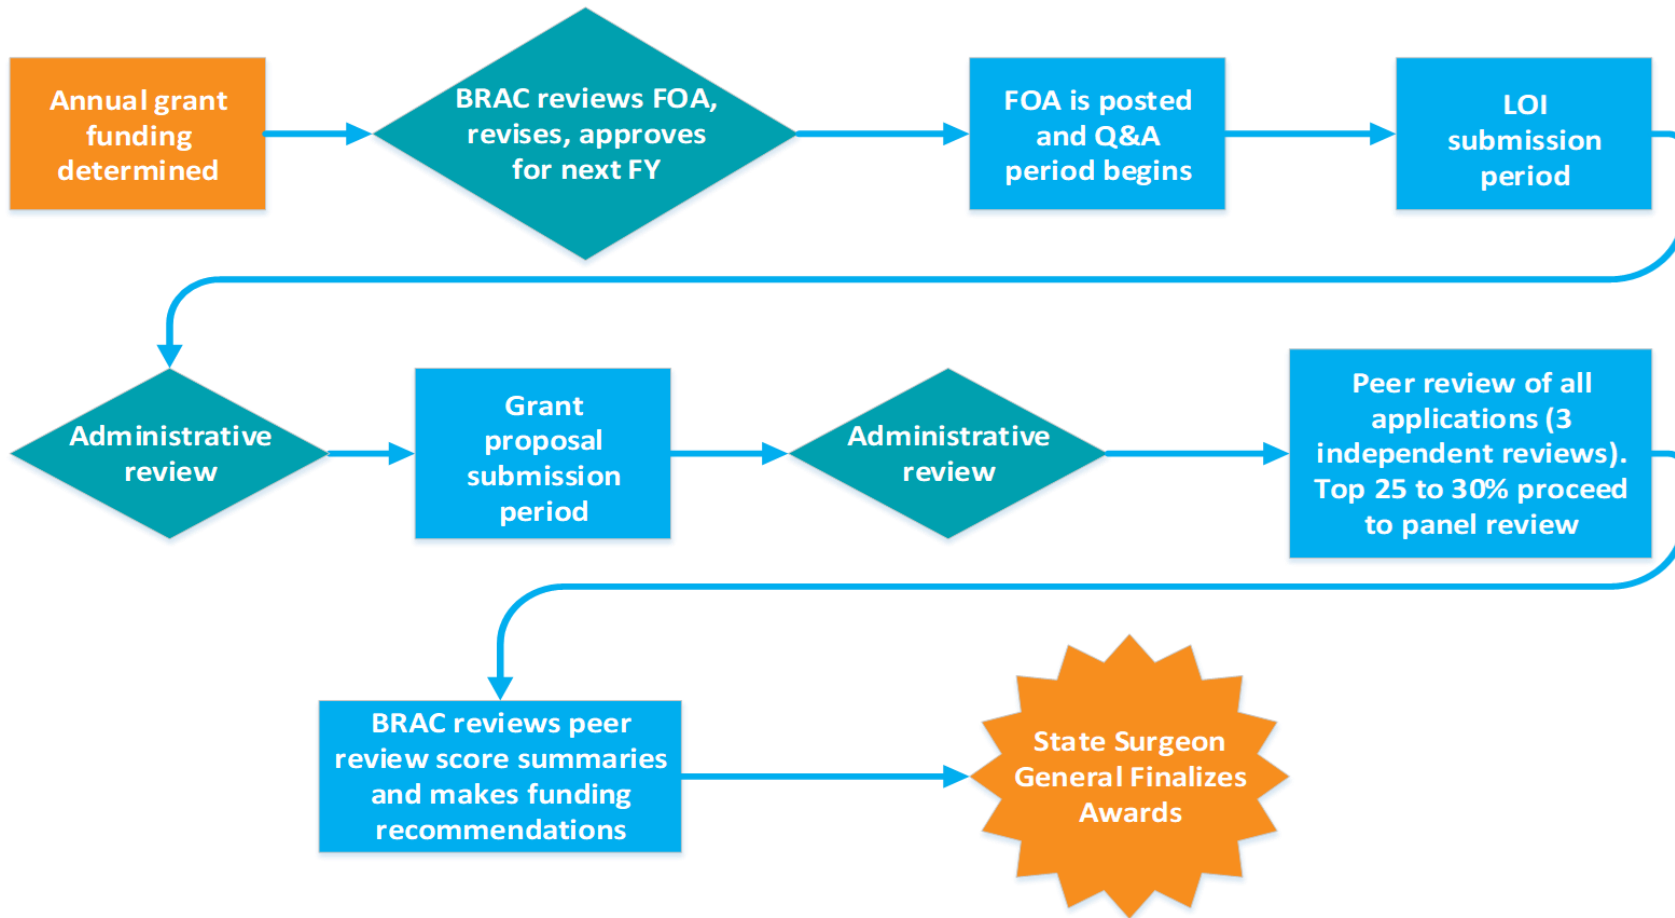 Annual grant
funding
determined
BRAC reviews FOA,
revises, approves
for next FY
FOA is posted
and Q&A
period begins
LOI
submission
period
Administrative
review
Grant
proposal
submission
period
Administrative
review
Peer review of all
applications (3
independent reviews).
Top 25 to 30% proceed
to panel review
BRAC reviews peer
review score summaries
and makes funding
recommendations
State Surgeon
General Finalizes
Awards